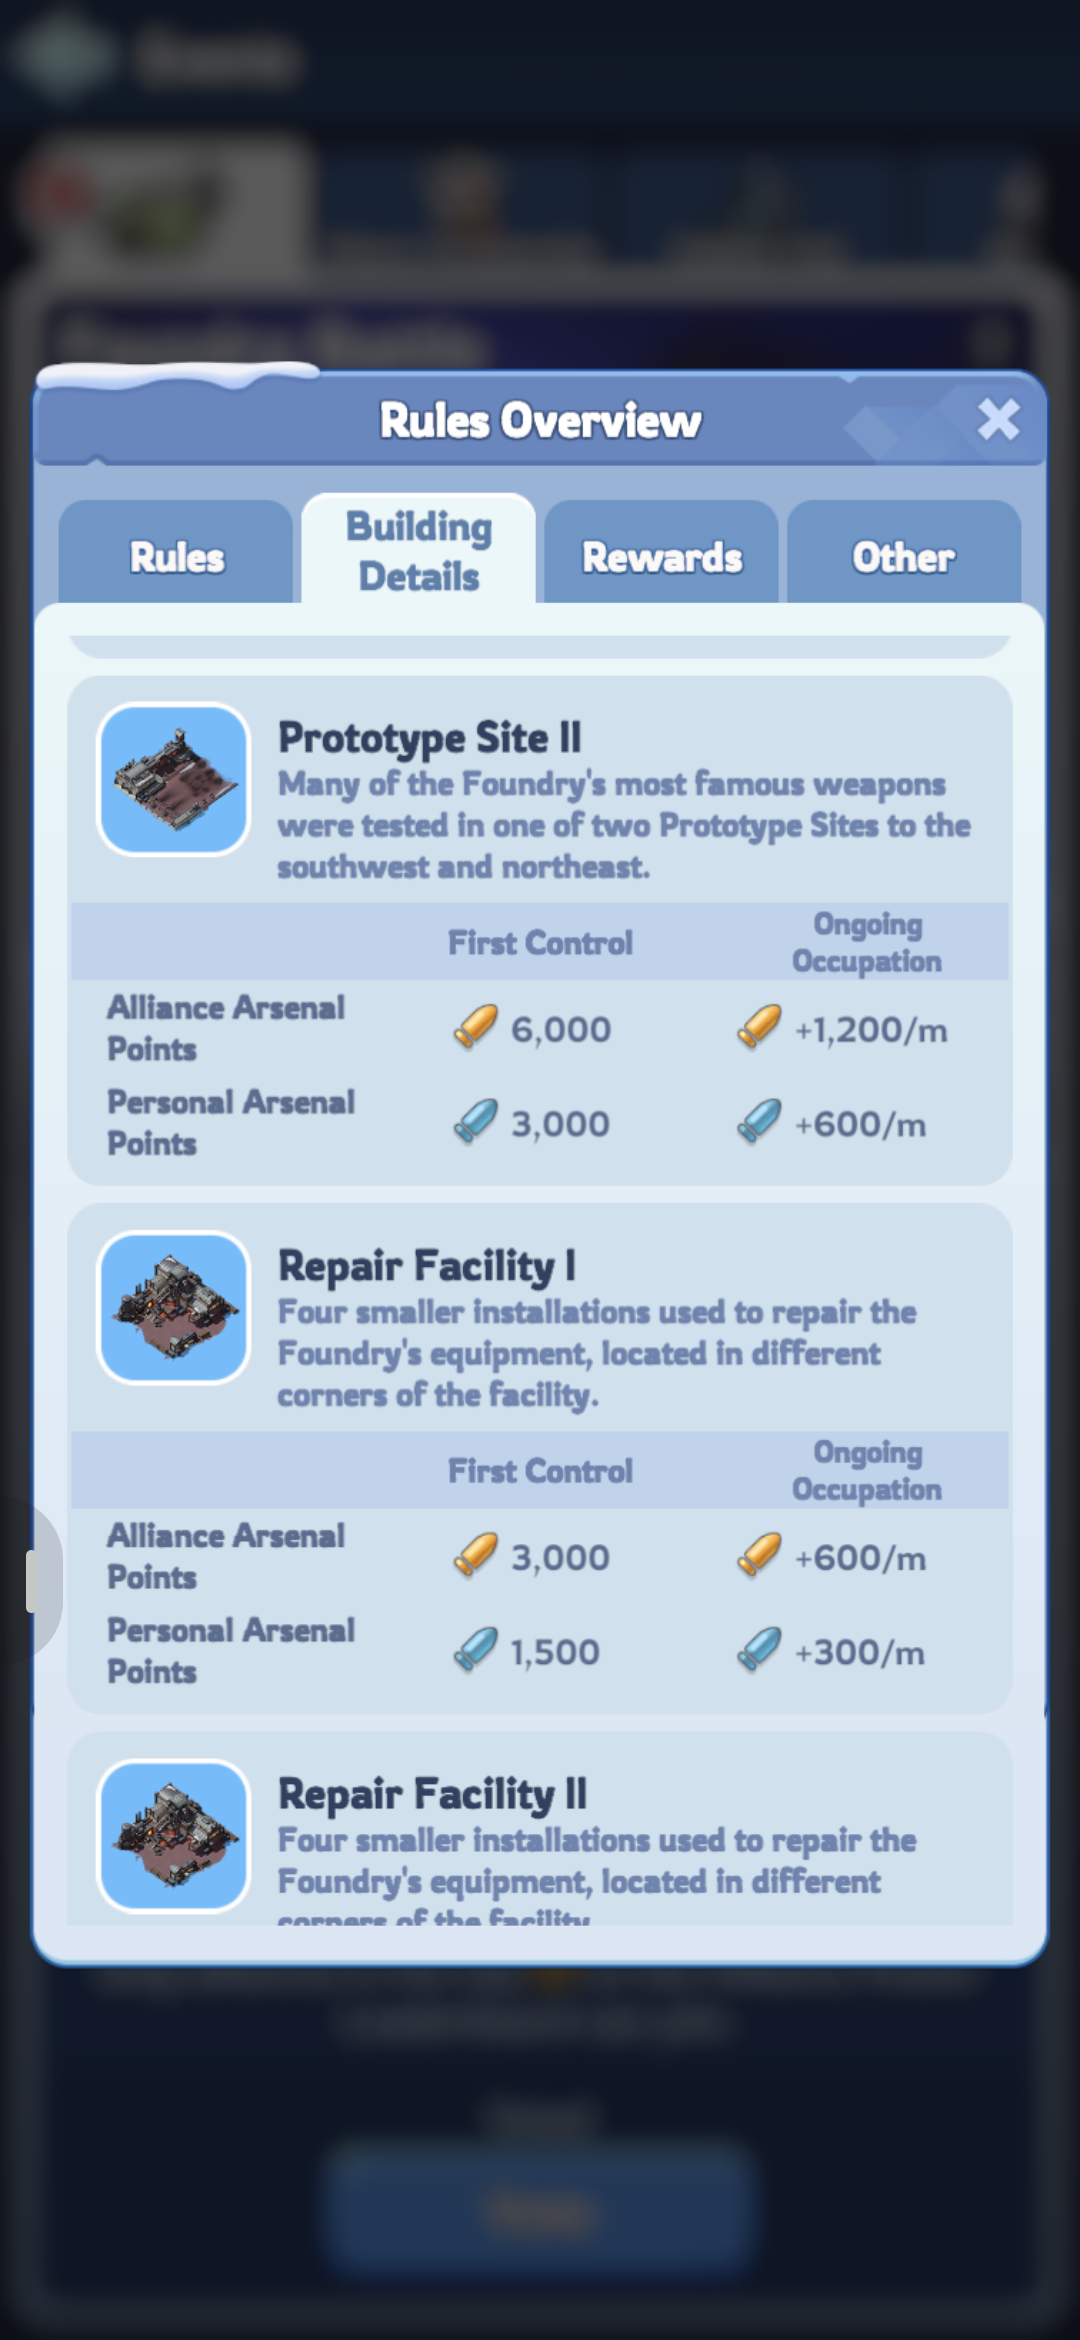 Rules Overview
Rules
Building
Details
Rewards
Other
Prototype Site II
Many of the Foundry's most famous weapons
were tested in one of two Prototype Sites to the
southwest and northeast.
First Control
Ongoing
Occupation
Alliance Arsenal
Points
6,000
+1,200/m
Personal Arsenal
Points
3,000
+600/m
Repair Facility I
Four smaller installations used to repair the
Foundry's equipment, located in different
corners of the facility.
First Control
Ongoing
Occupation
Alliance Arsenal
Points
3,000
+600/m
Personal Arsenal
Points
1,500
+300/m
Repair Facility II
Four smaller installations used to repair the
Foundry's equipment, located in different
corners of the facility.